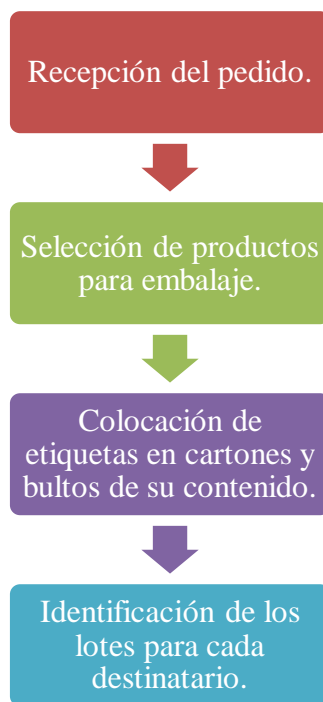 Recepción del pedido.
Selección de productos
para embalaje.
Colocación de
etiquetas en cartones y
bultos de su contenido.
Identificación de los
lotes para cada
destinatario.